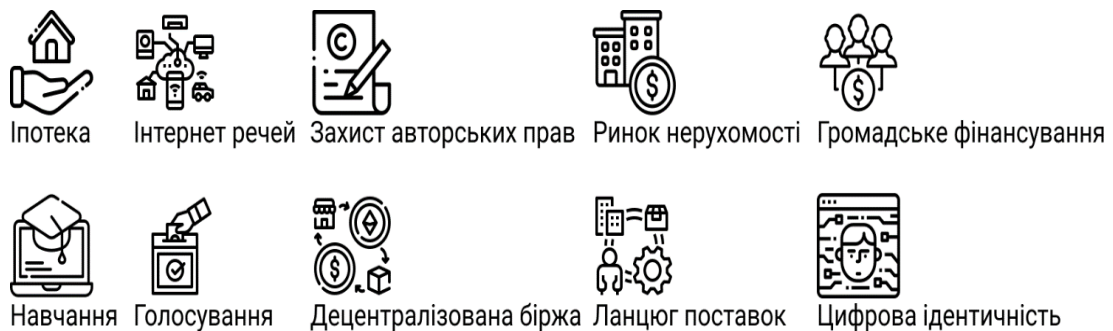 Іпотека
Інтернет речей
Захист авторських прав
Ринок нерухомості
Громадське фінансування
Навчання
Голосування
Децентралізована біржа
Ланцюг поставок
Цифрова ідентичність